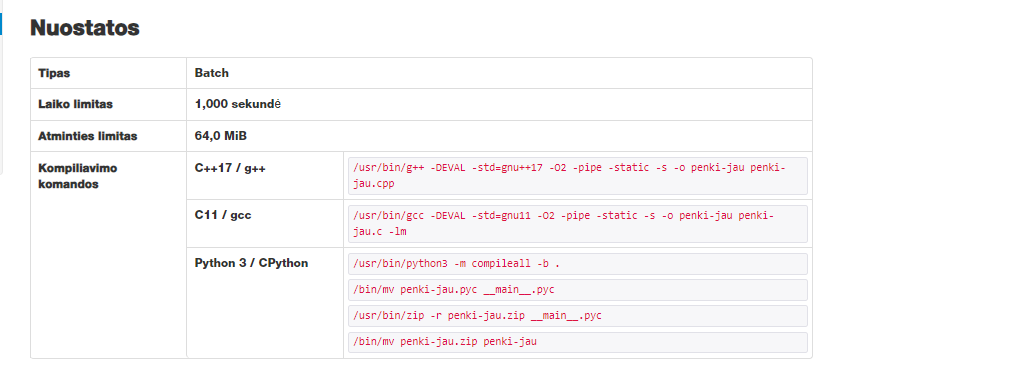 Nuostatos
Tipas
Batch
Laiko limitas
1,000 sekundė
Atminties limitas
64,0 MiB
Kompiliavimo
komandos
C++17 / g++
/usr/bin/g++ -DEVAL -std=gnu++17 -O2 -pipe -static -s -o penki-jau penki-
jau.cpp
C11 / gcc
/usr/bin/gcc -DEVAL -std=gnu11 -O2 -pipe -static -s -o penki-jau penki-
jau.c -lm
Python 3 / CPython
/usr/bin/python3 -m compileall -b .
/bin/mv penki-jau.pyc __main__.pyc
/usr/bin/zip -r penki-jau.zip __main__.pyc
/bin/mv penki-jau.zip penki-jau